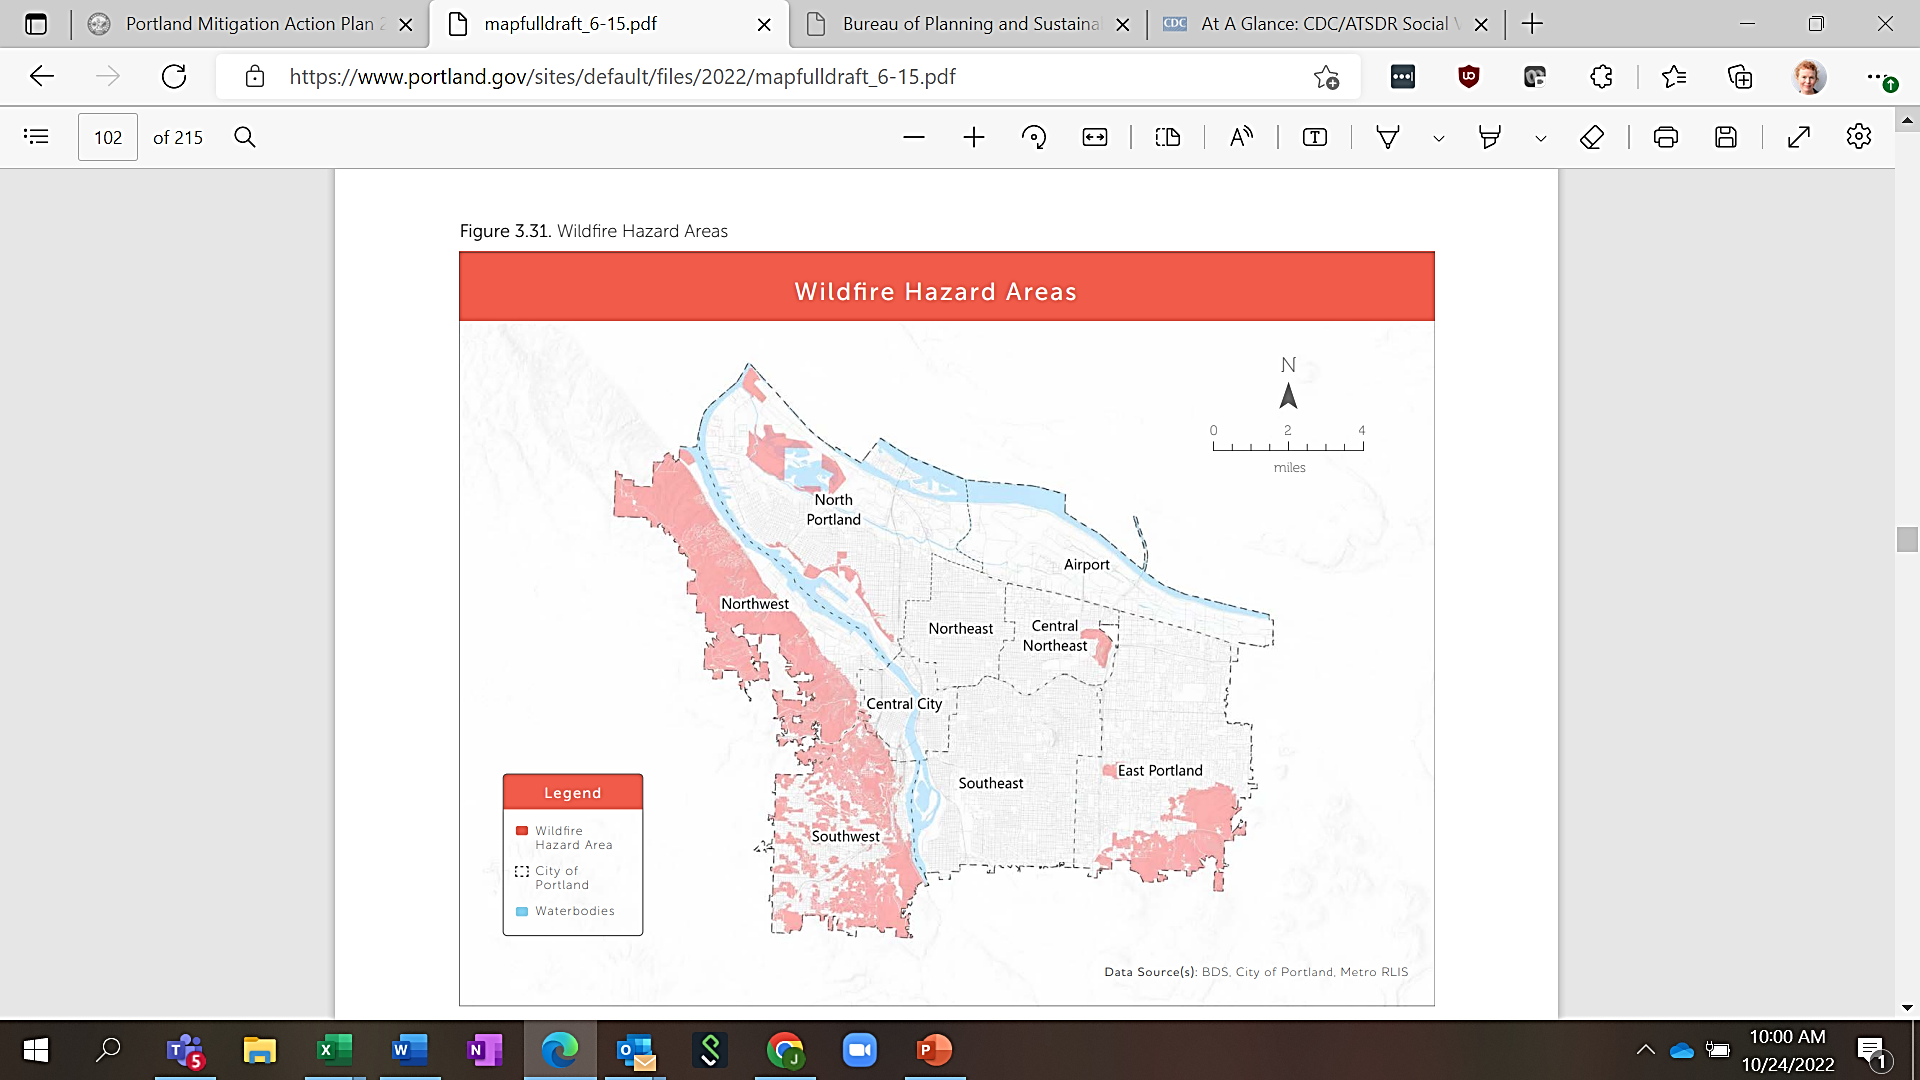 Portland Mitigation Action Plan 2
mapfulldraft_6-15.pdf
Bureau of Planning and Sustaina
CDC
At A Glance: CDC/ATSDR Social V
https://www.portland.gov/sites/default/files/2022/mapfulldraft_6-15.pdf
102 of 215
Figure 3.31. Wildfire Hazard Areas
Wildfire Hazard Areas
N
0 2 4
miles
North
Portland
Airport
Northwest
Northeast
Central
Northeast
Central City
Southeast
East Portland
Southwest
Legend
Wildfire
Hazard Area
City of
Portland
Waterbodies
Data Source(s): BDS, City of Portland, Metro RLIS
10:00 AM
10/24/2022
5
1